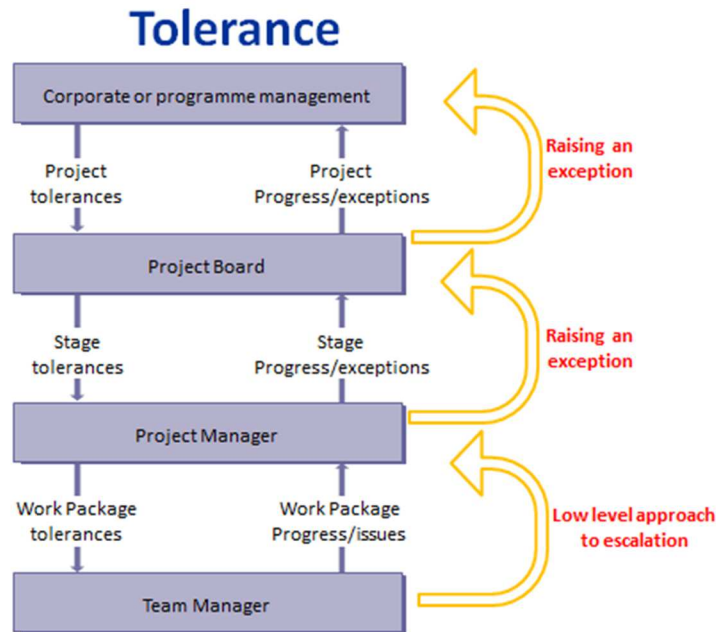 Tolerance
Corporate or programme management
Project
tolerances
Project
Progress/exceptions
Raising an
exception
Project Board
Stage
tolerances
Stage
Progress/exceptions
Raising an
exception
Project Manager
Work Package
tolerances
Work Package
Progress/issues
Low level approach
to escalation
Team Manager